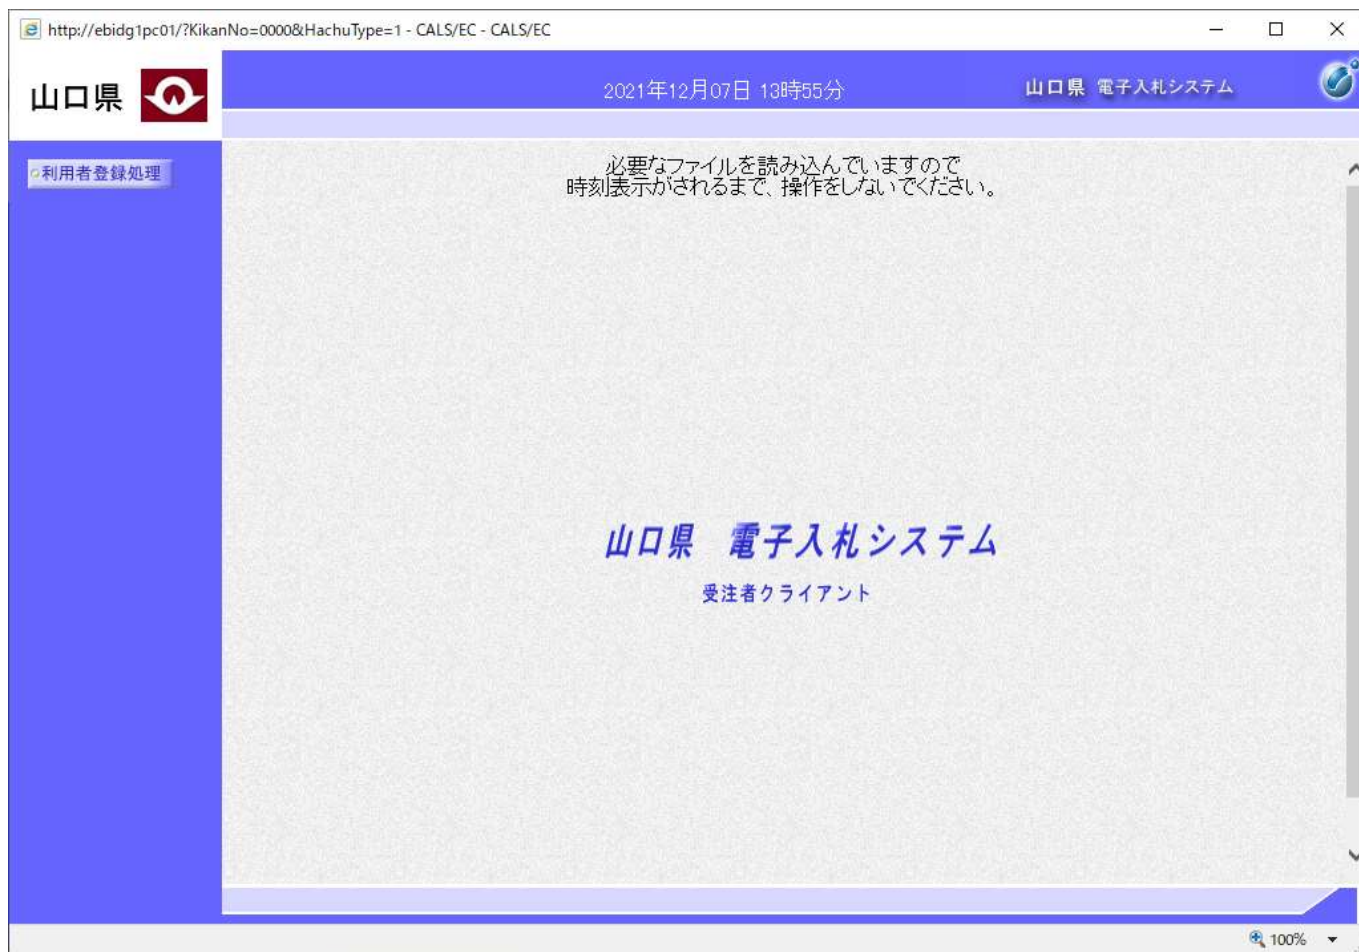 http://ebidg1pc01/?KikanNo=0000&HachuType=1 - CALS/EC - CALS/EC
山口県
2021年12月07日 13時55分
山口県 電子入札システム
利用者登録処理
必要なファイルを読み込んでいますので
時刻表示がされるまで、操作をしないでください。
山口県 電子入札システム
受注者クライアント
100%